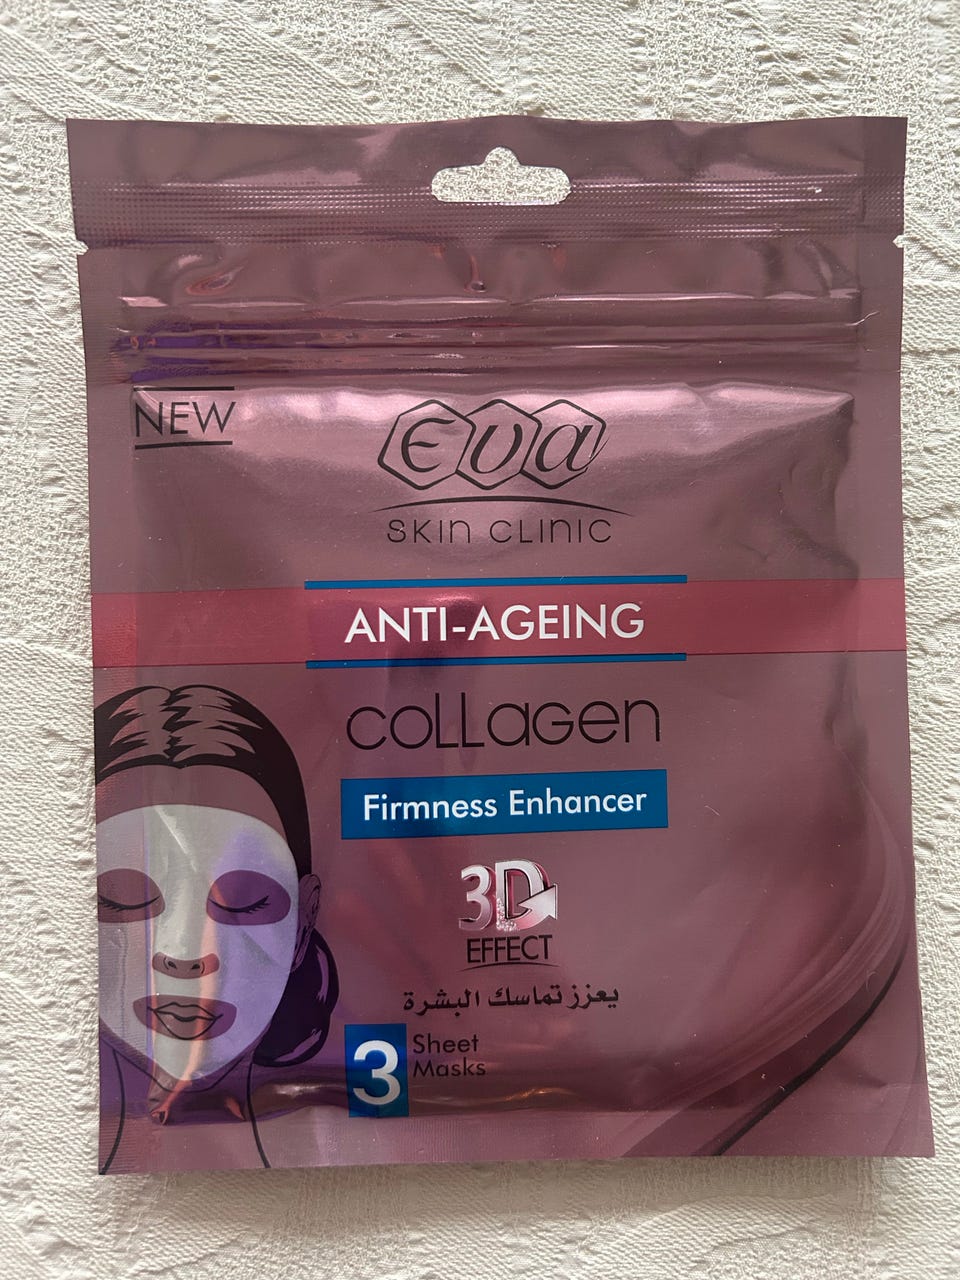 NEW
Eva
SKIN CLINIC
ANTI-AGEING
coLLagen
Firmness Enhancer
3D
EFFECT
يعزز تماسك البشرة
3 Sheet
Masks